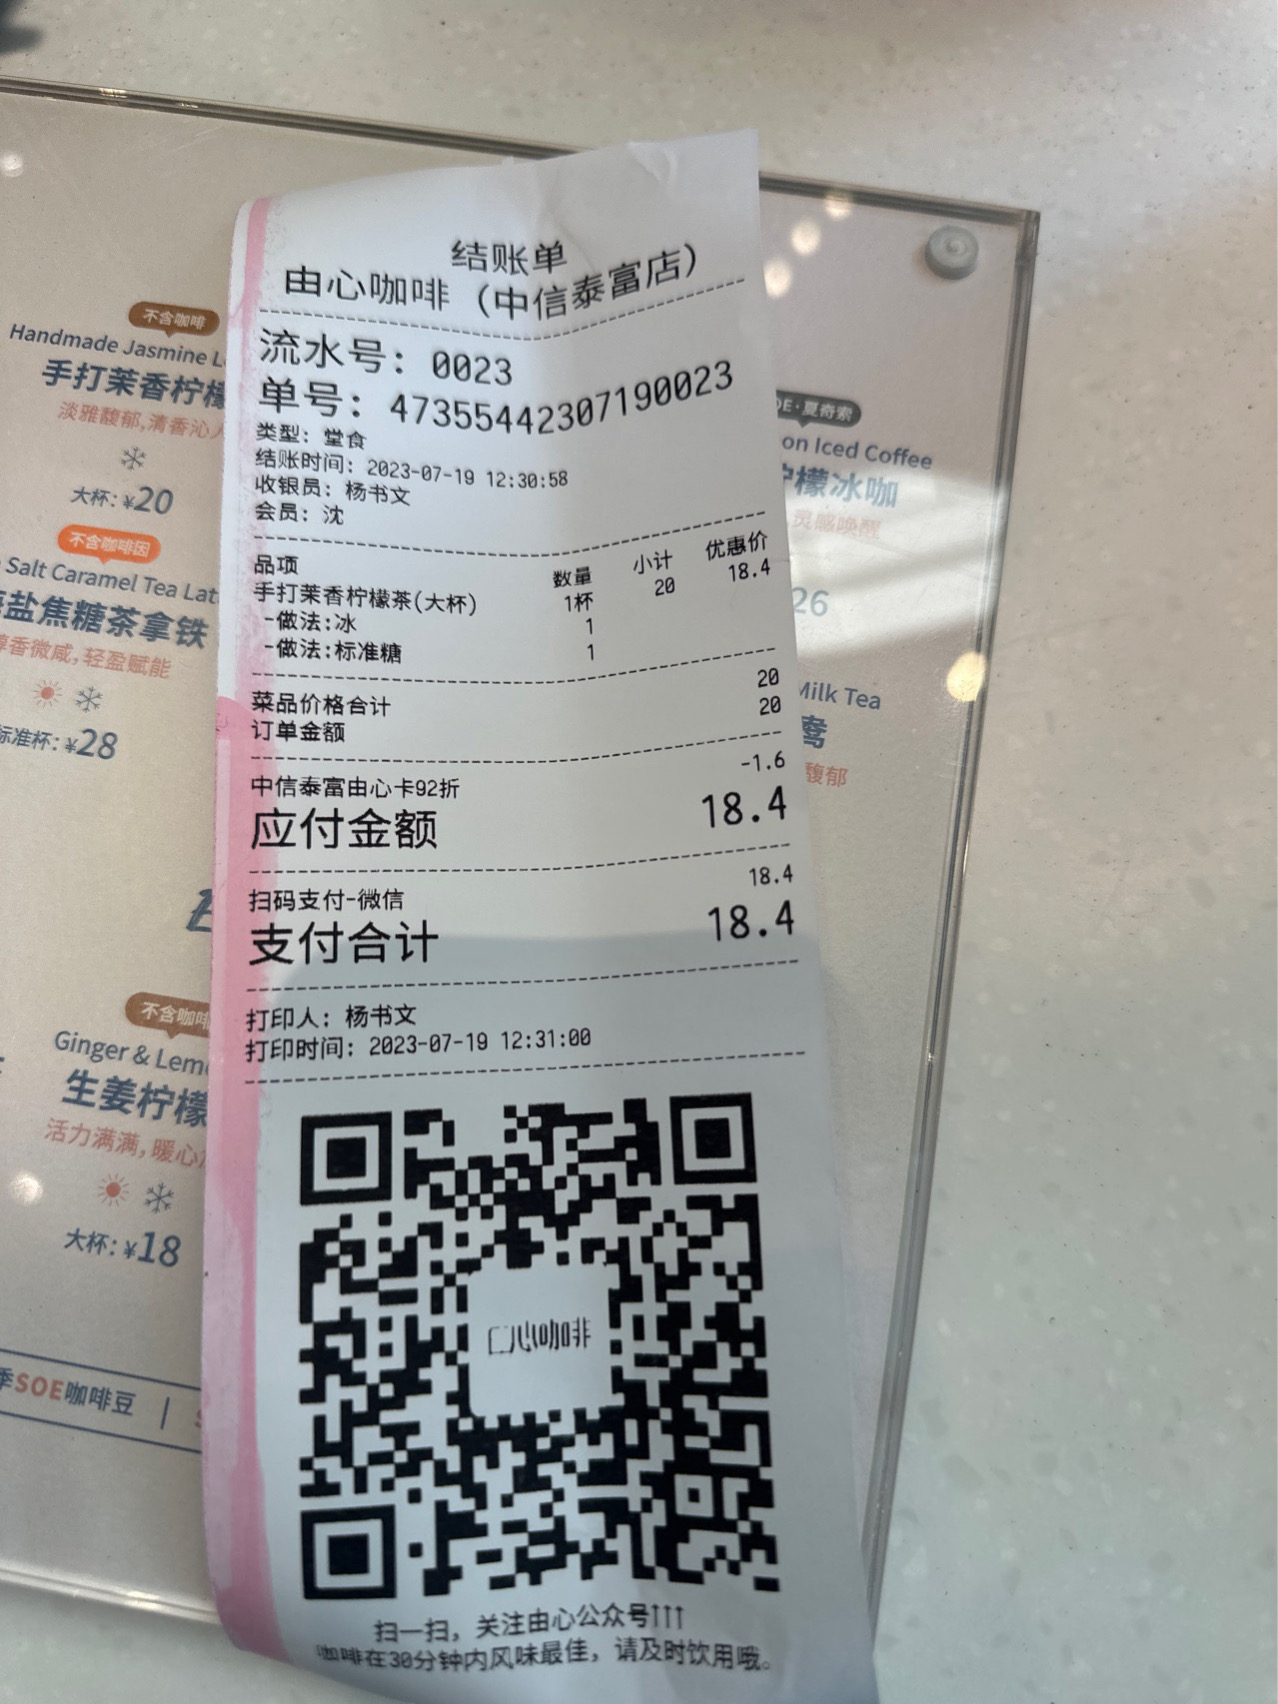 结账单
由心咖啡（中信泰富店）
流水号：0023
单号：47355442307190023
类型：堂食
结账时间：2023-07-19 12:30:58
收银员：杨书文
会员：沈
品项 数量 小计 优惠价
手打茉香柠檬茶(大杯) 1杯 20 18.4
-做法:冰 1
-做法:标准糖 1
菜品价格合计 20
订单金额 20
中信泰富由心卡92折 -1.6
应付金额 18.4
扫码支付-微信 18.4
支付合计 18.4
打印人：杨书文
打印时间：2023-07-19 12:31:00
心咖啡
扫一扫，关注由心公众号↑↑↑
咖啡在30分钟内风味最佳，请及时饮用哦。
不含咖啡
Handmade Jasmine
手打茉香柠檬
淡雅馥郁,清香沁
大杯:¥20
不含咖啡因
Salt Caramel Tea
盐焦糖茶拿铁
香微咸,轻盈赋能
标准杯:¥28
不含咖啡
Ginger & Lem
生姜柠檬
活力满满,暖心
大杯:¥18
季SOE咖啡豆 |
·夏奇索
on Iced Coffee
柠檬冰咖
灵感唤醒
26
Milk Tea
鸯
馥郁